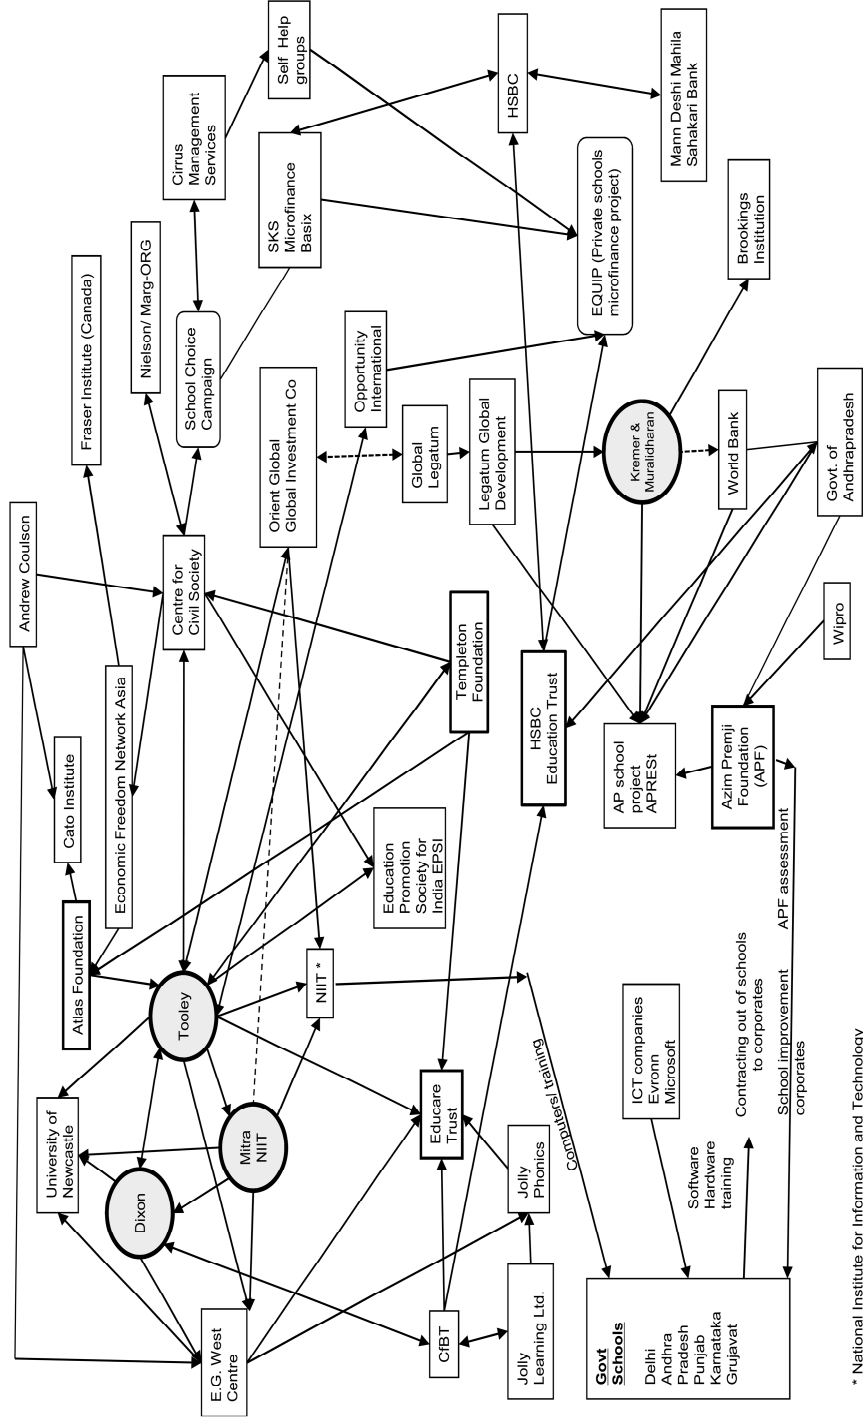 Andrew Coulson
Fraser Institute (Canada)
Nielson/ Marg-ORG
Cirrus
Management
Services
Self Help
groups
School Choice
Campaign
SKS
Microfinance
Basix
HSBC
Mann Deshi Mahila
Sahakari Bank
EQUIP (Private schools
microfinance project)
Brookings
Institution
Opportunity
International
Orient Global
Global Investment Co
Global
Legatum
Legatum Global
Development
Kremer &
Muralidharan
World Bank
Govt. of
Andhrapradesh
Wipro
Centre for
Civil Society
Templeton
Foundation
HSBC
Education Trust
AP school
project
APRESt
Azim Premji
Foundation
(APF)
Cato Institute
Economic Freedom Network Asia
Atlas Foundation
Education
Promotion
Society for
India EPSI
Tooley
NIIT *
University of
Newcastle
Dixon
Mitra
NIIT
Educare
Trust
Jolly
Phonics
E.G. West
Centre
CfBT
Jolly
Learning Ltd.
Computers/ training
ICT companies
Evronn
Microsoft
Software
Hardware
training
Contracting out of schools
to corporates
School improvement
corporates
APF assessment
Govt
Schools
Delhi
Andhra
Pradesh
Punjab
Karnataka
Grujavat
* National Institute for Information and Technology